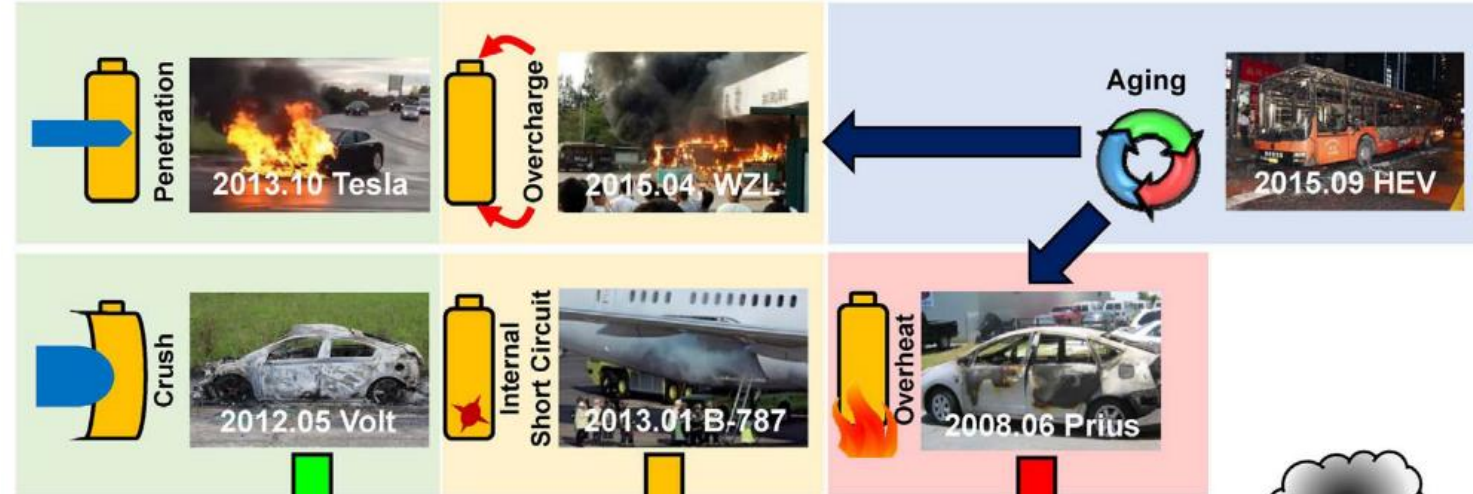 Penetration
2013.10 Tesla
Overcharge
2015.04. WZL
Aging
2015.09 HEV
Crush
2012.05 Volt
Internal
Short Circuit
2013.01 B-787
Overheat
2008.06 Prius